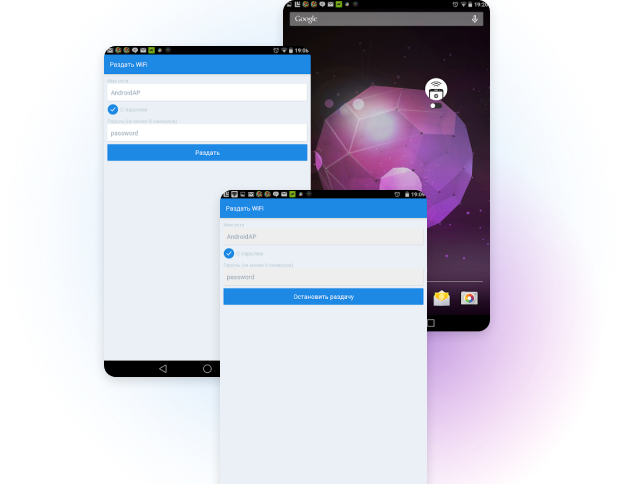 Google
19:20
19:06
Раздать WiFi
Имя сети
AndroidAP
С паролем
Пароль (не менее 8 символов)
password
Раздать
19:09
Раздать WiFi
Имя сети
AndroidAP
С паролем
Пароль (не менее 8 символов)
password
Остановить раздачу